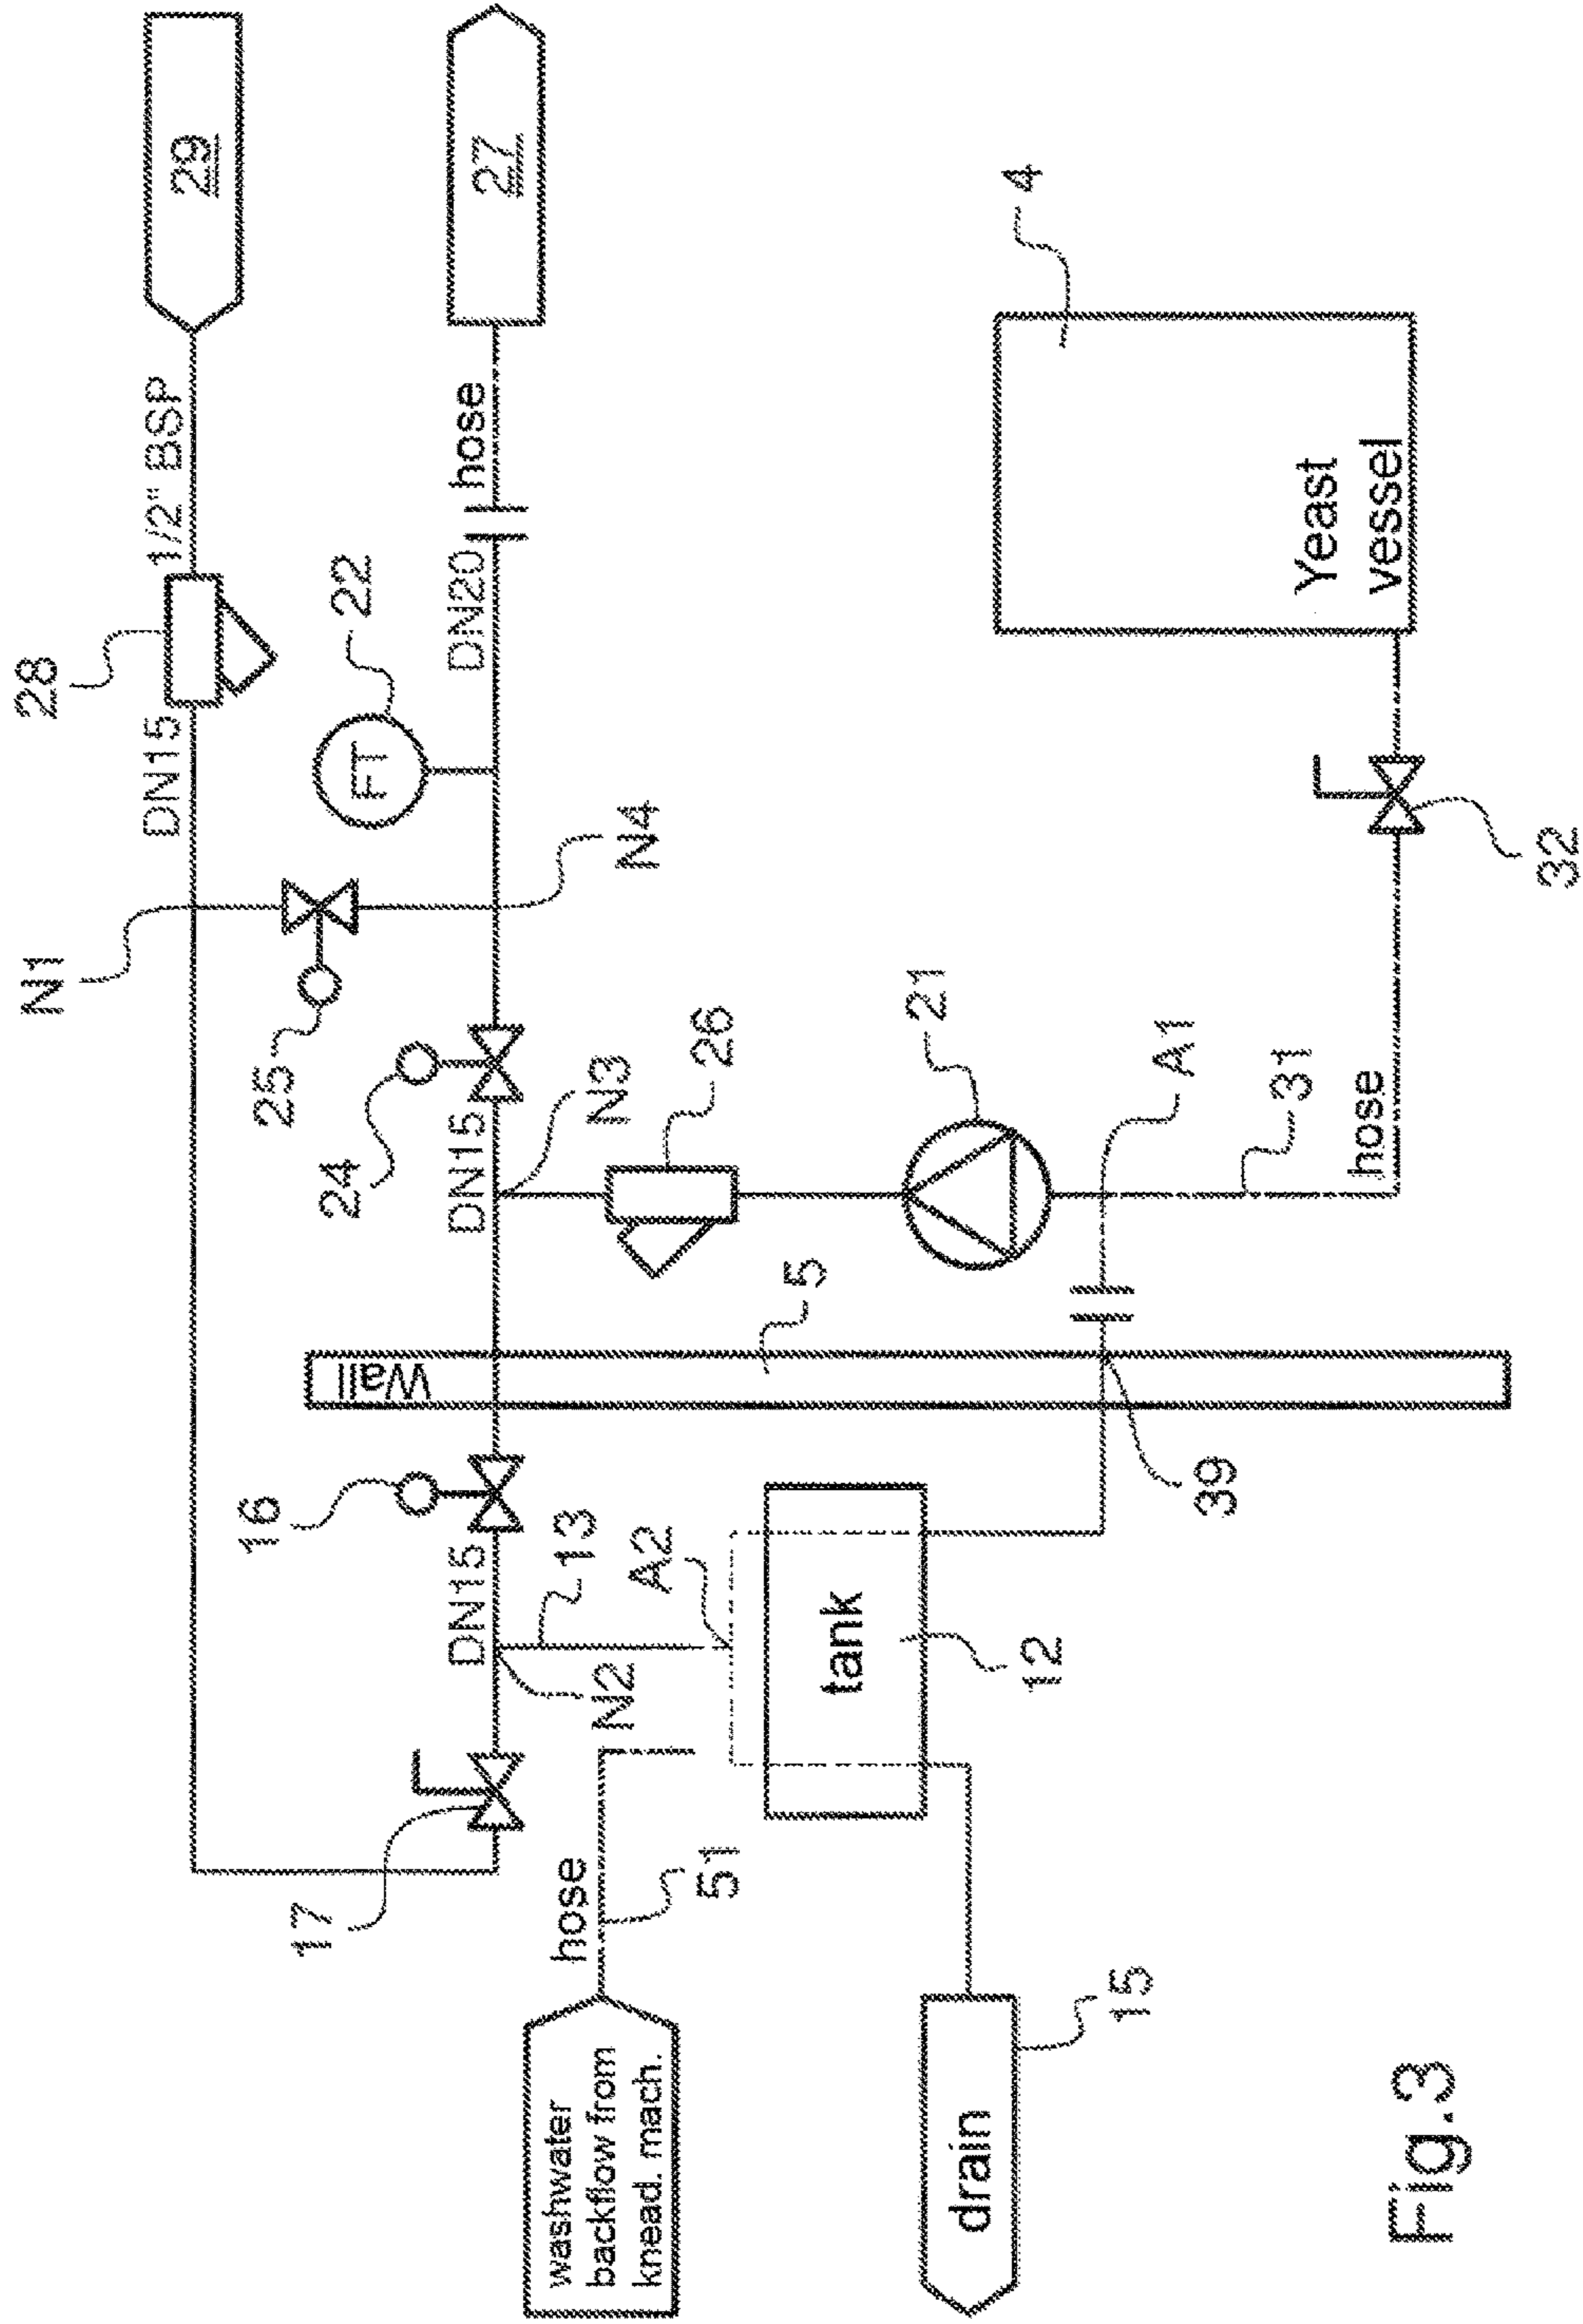 29
27
1/2" BSP
hose
DN20
22
FT
28
DN15
4
Yeast
vessel
N4
N1
25
24
DN15
N3
26
21
A1
31
hose
32
5
Wall
16
DN15
13
A2
N2
tank
12
39
17
hose
51
washwater
backflow from
knead. mach.
drain
15
Fig.3